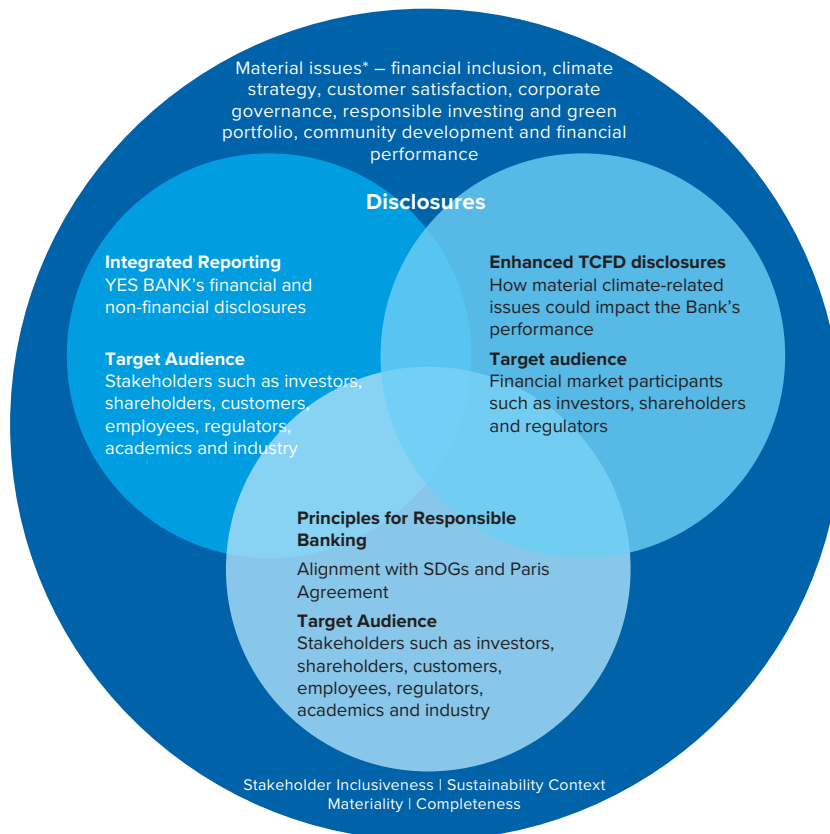 Material issues* – financial inclusion, climate
strategy, customer satisfaction, corporate
governance, responsible investing and green
portfolio, community development and financial
performance
Disclosures
Integrated Reporting
YES BANK’s financial and
non-financial disclosures
Target Audience
Stakeholders such as investors,
shareholders, customers,
employees, regulators,
academics and industry
Enhanced TCFD disclosures
How material climate-related
issues could impact the Bank’s
performance
Target audience
Financial market participants
such as investors, shareholders
and regulators
Principles for Responsible
Banking
Alignment with SDGs and Paris
Agreement
Target Audience
Stakeholders such as investors,
shareholders, customers,
employees, regulators,
academics and industry
Stakeholder Inclusiveness | Sustainability Context
Materiality | Completeness